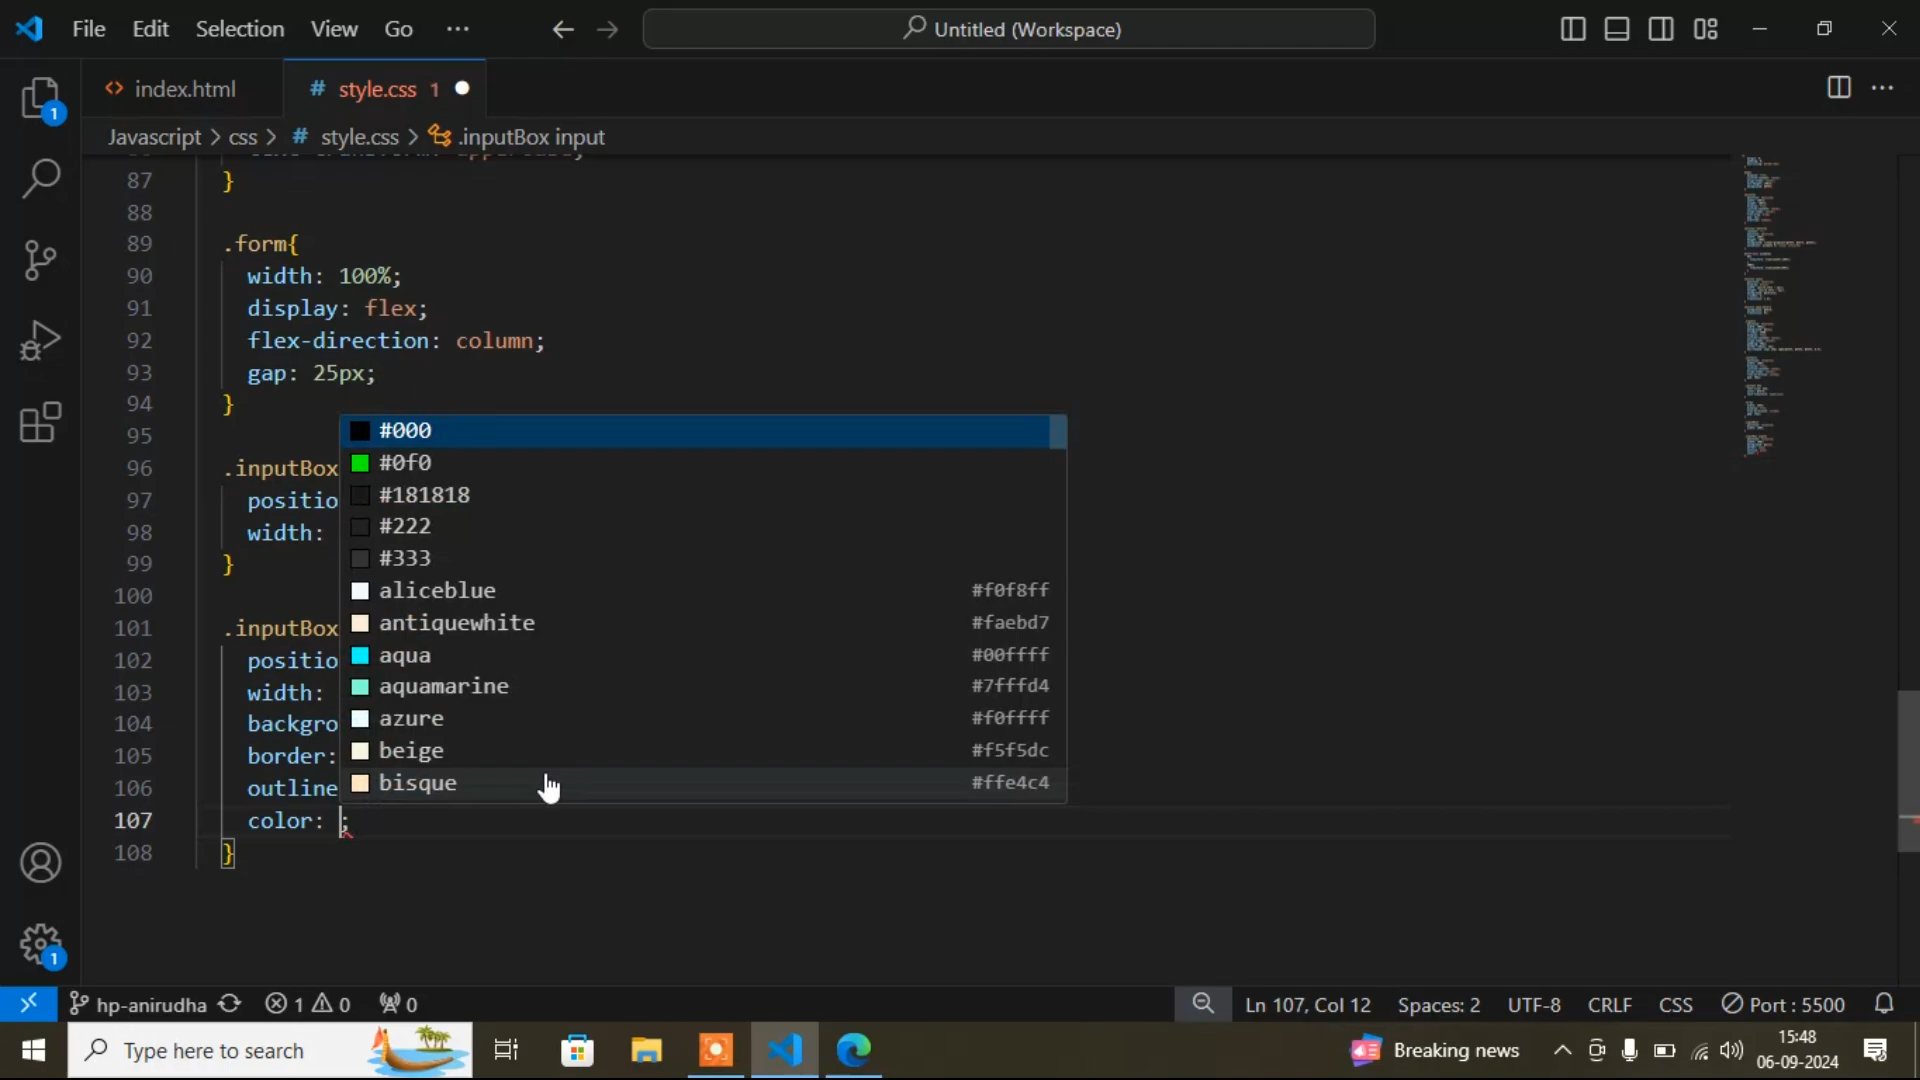 File Edit Selection View Go ··· Untitled (Workspace)
index.html # style.css 1
Javascript > css > # style.css > .inputBox input
87 }
88
89 .form{
90 width: 100%;
91 display: flex;
92 flex-direction: column;
93 gap: 25px;
94 }
95
96 .inputBox
97 positio
98 width:
99 }
100
101 .inputBox
102 positio
103 width:
104 backgro
105 border:
106 outline
107 color: ;
108 }
#000
#0f0
#181818
#222
#333
aliceblue #f0f8ff
antiquewhite #faebd7
aqua #00ffff
aquamarine #7fffd4
azure #f0ffff
beige #f5f5dc
bisque #ffe4c4
1
1
hp-anirudha 1 0 0 Ln 107, Col 12 Spaces: 2 UTF-8 CRLF CSS Port : 5500
Type here to search Breaking news 15:48
06-09-2024